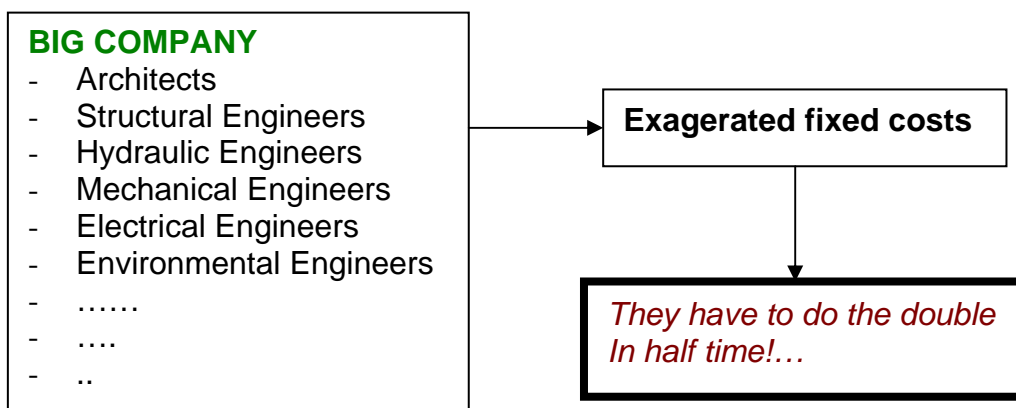 BIG COMPANY
- Architects
- Structural Engineers
- Hydraulic Engineers
- Mechanical Engineers
- Electrical Engineers
- Environmental Engineers
- ……
- ….
- ..
Exagerated fixed costs
They have to do the double
In half time!…